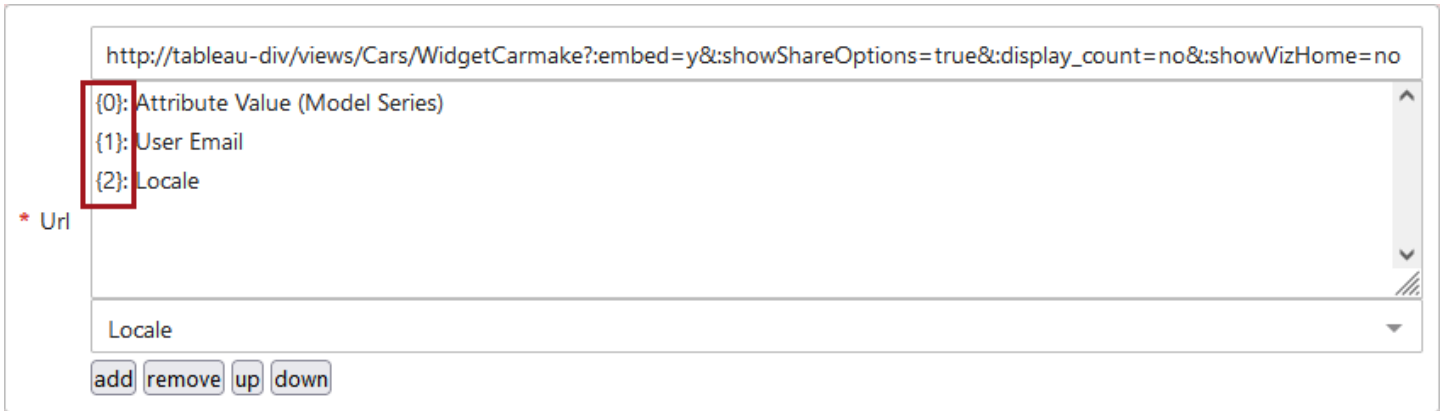 http://tableau-div/views/Cars/WidgetCarmake?:embed=y&:showShareOptions=true&:display_count=no&:showVizHome=no
{0}: Attribute Value (Model Series)
{1}: User Email
{2}: Locale
* Url
Locale
add remove up down